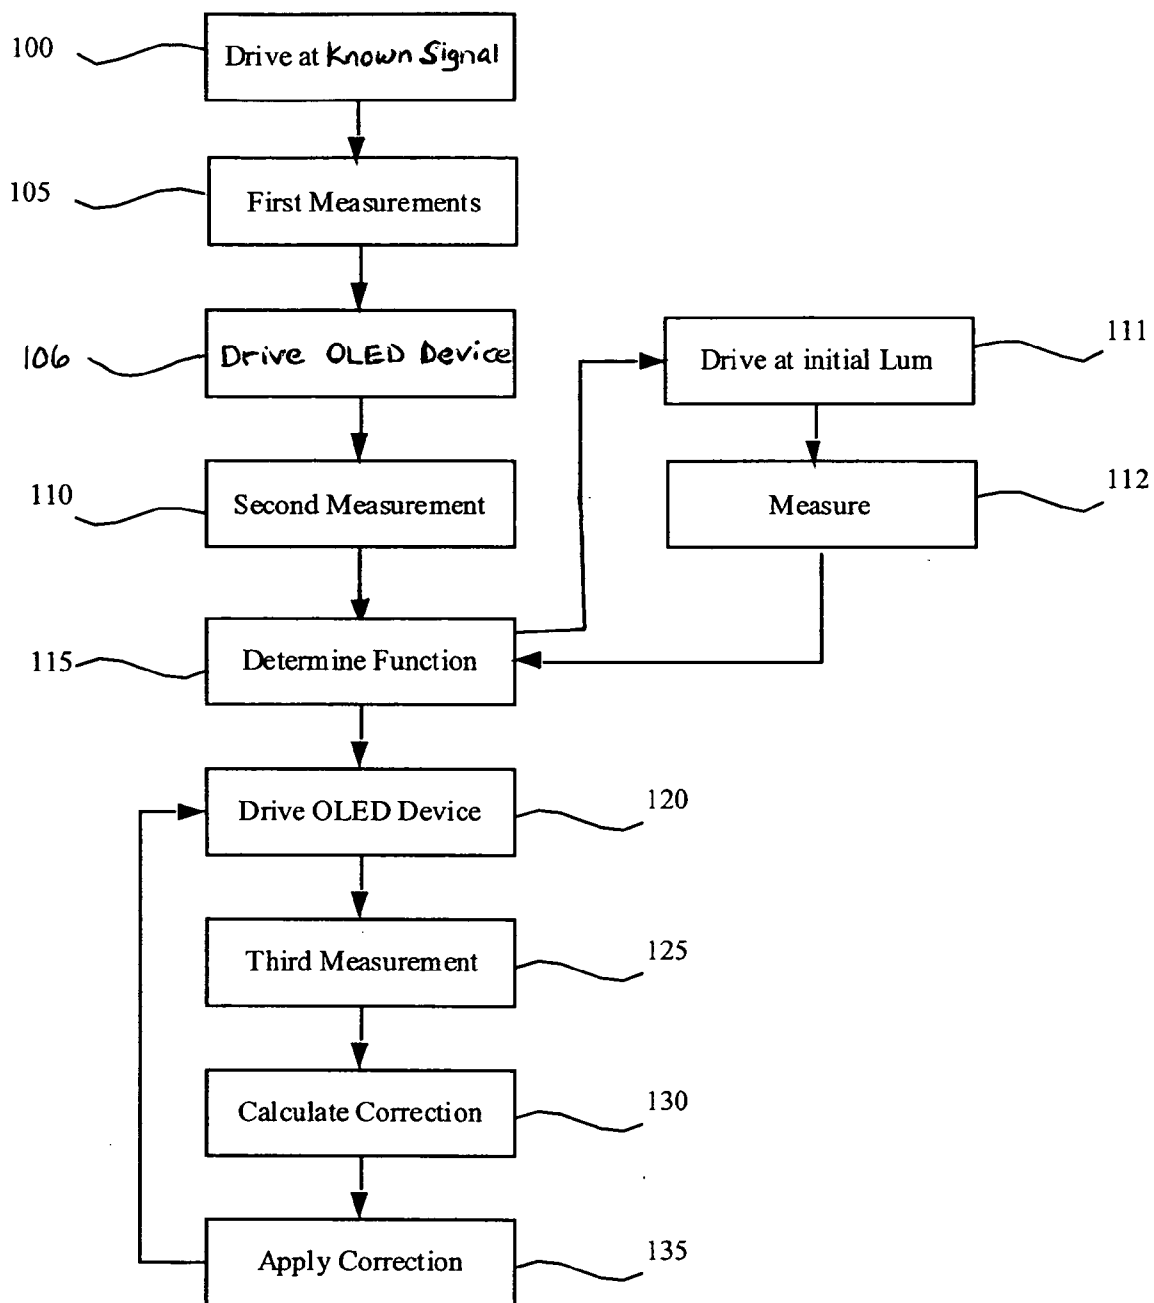 100
Drive at Known Signal
105
First Measurements
106
Drive OLED Device
111
Drive at initial Lum
110
Second Measurement
112
Measure
115
Determine Function
Drive OLED Device
120
Third Measurement
125
Calculate Correction
130
Apply Correction
135